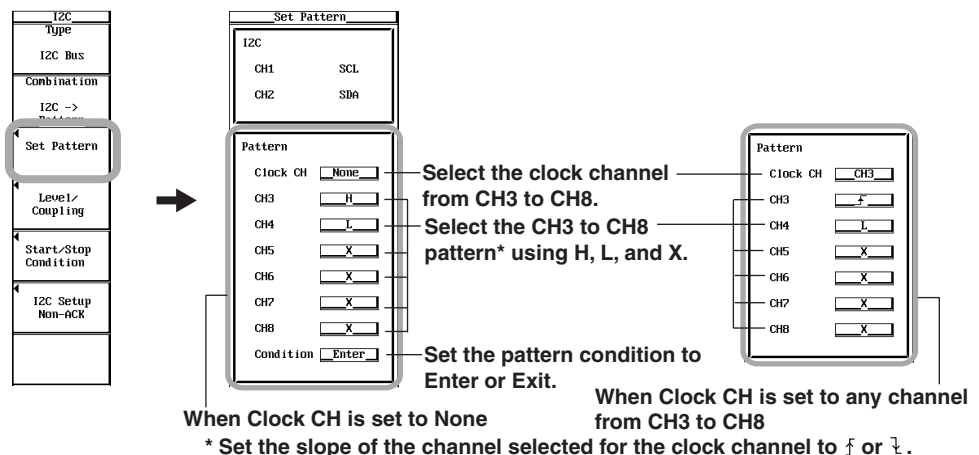 I2C
Type
I2C Bus
Combination
I2C ->
Set Pattern
Level/
Coupling
Start/Stop
Condition
I2C Setup
Non-ACK
Set Pattern
I2C
CH1 SCL
CH2 SDA
Pattern
Clock CH None
CH3 H
CH4 L
CH5 X
CH6 X
CH7 X
CH8 X
Condition Enter
Select the clock channel
from CH3 to CH8.
Select the CH3 to CH8
pattern* using H, L, and X.
Set the pattern condition to
Enter or Exit.
Pattern
Clock CH CH3
CH3 ƒ
CH4 L
CH5 X
CH6 X
CH7 X
CH8 X
When Clock CH is set to None
When Clock CH is set to any channel
from CH3 to CH8
* Set the slope of the channel selected for the clock channel to or .